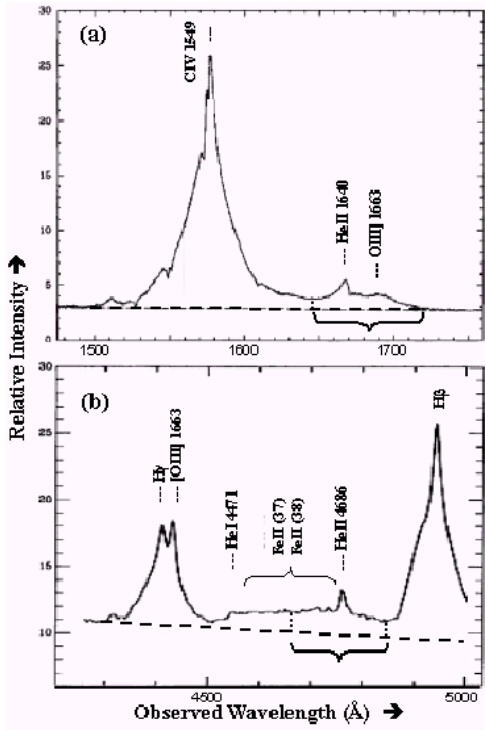 (a)
CIV 1549
HeII 1640
OIII] 1663
30
25
20
15
10
5
0
1500
1600
1700
Relative Intensity →
(b)
Hγ
[OIII] 1663
HeI 4471
FeII (37)
FeII (38)
HeII 4686
Hβ
30
25
20
15
10
4500
5000
Observed Wavelength (Å) →